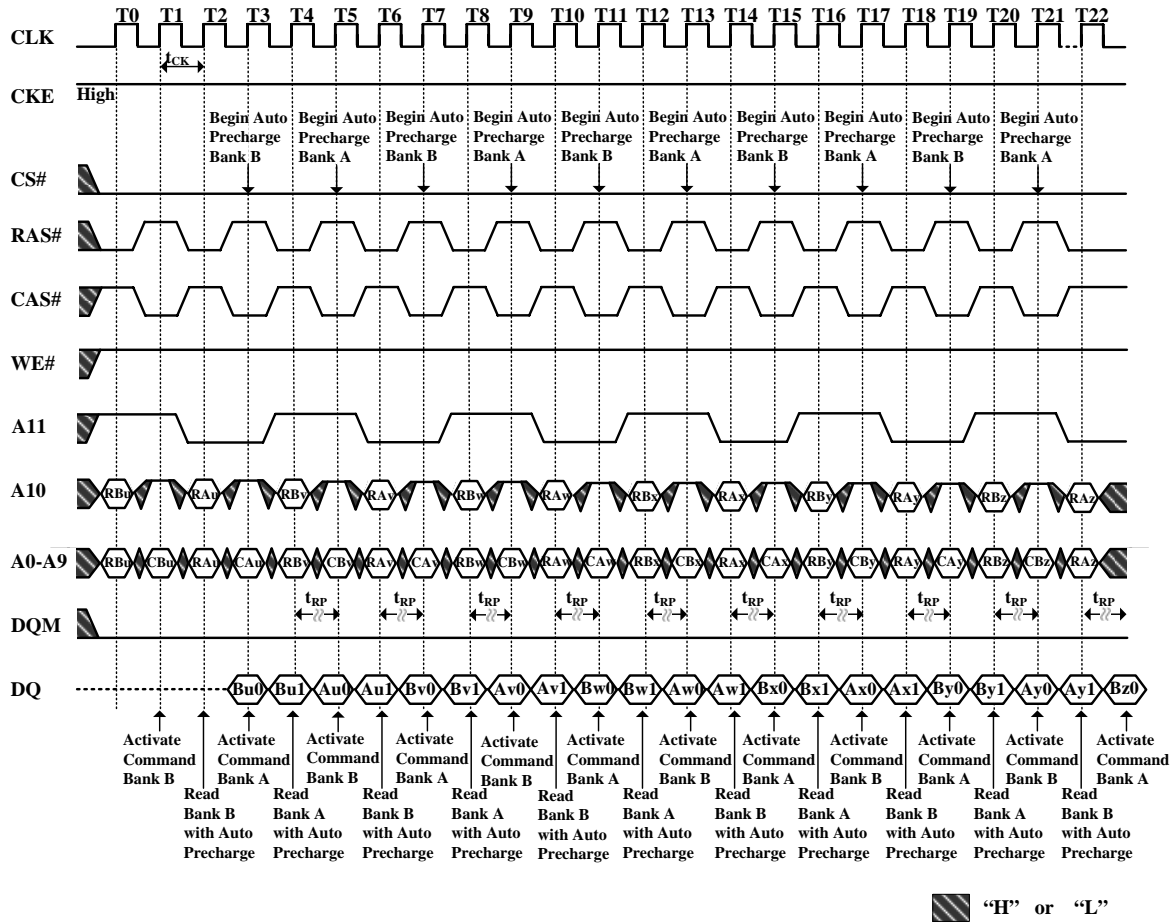 T0 T1 T2 T3 T4 T5 T6 T7 T8 T9 T10 T11 T12 T13 T14 T15 T16 T17 T18 T19 T20 T21 T22
CLK
tCK
CKE
High
Begin Auto Precharge Bank B
Begin Auto Precharge Bank A
Begin Auto Precharge Bank B
Begin Auto Precharge Bank A
Begin Auto Precharge Bank B
Begin Auto Precharge Bank A
Begin Auto Precharge Bank B
Begin Auto Precharge Bank A
Begin Auto Precharge Bank B
Begin Auto Precharge Bank A
CS#
RAS#
CAS#
WE#
A11
A10 RBu RAu RBv RAv RBw RAw RBx RAx RBy RAy RBz RAz
A0-A9 RBu CBu RAu CAu RBv CBv RAv CAv RBw CBw RAw CAw RBx CBx RAx CAx RBy CBy RAy CAy RBz CBz RAz
tRP tRP tRP tRP tRP tRP tRP tRP tRP tRP
DQM
DQ Bu0 Bu1 Au0 Au1 Bv0 Bv1 Av0 Av1 Bw0 Bw1 Aw0 Aw1 Bx0 Bx1 Ax0 Ax1 By0 By1 Ay0 Ay1 Bz0
Activate Command Bank B
Activate Command Bank A
Activate Command Bank B
Activate Command Bank A
Activate Command Bank B
Activate Command Bank A
Activate Command Bank B
Activate Command Bank A
Activate Command Bank B
Activate Command Bank A
Activate Command Bank B
Activate Command Bank A
Read Bank B with Auto Precharge
Read Bank A with Auto Precharge
Read Bank B with Auto Precharge
Read Bank A with Auto Precharge
Read Bank B with Auto Precharge
Read Bank A with Auto Precharge
Read Bank B with Auto Precharge
Read Bank A with Auto Precharge
Read Bank B with Auto Precharge
Read Bank A with Auto Precharge
Read Bank B with Auto Precharge
“H” or “L”